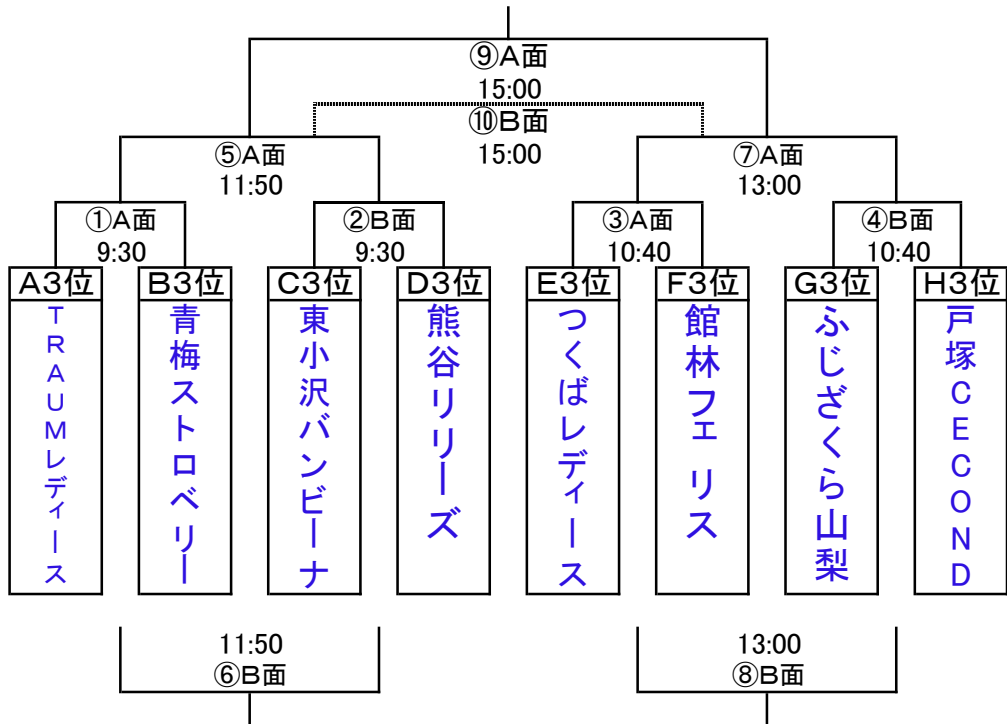 ⑨A面
15:00
⑩B面
15:00
⑤A面
11:50
⑦A面
13:00
①A面
9:30
②B面
9:30
③A面
10:40
④B面
10:40
A3位
B3位
C3位
D3位
E3位
F3位
G3位
H3位
TRAUMレディース
青梅ストロベリー
東小沢バンビーナ
熊谷リリーズ
つくばレディース
館林フェリス
ふじざくら山梨
戸塚CECOND
11:50
⑥B面
13:00
⑧B面